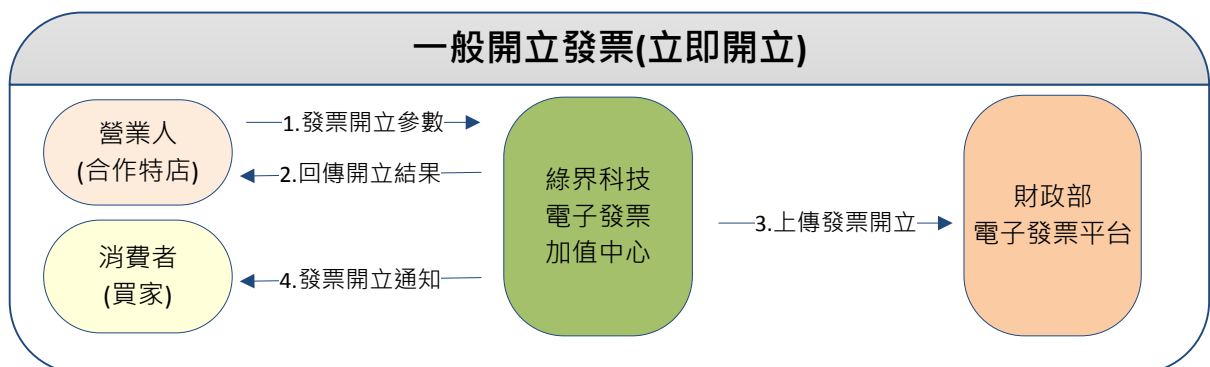 一般開立發票(立即開立)
營業人
(合作特店)
1.發票開立參數
2.回傳開立結果
綠界科技
電子發票
加值中心
3.上傳發票開立
財政部
電子發票平台
消費者
(買家)
4.發票開立通知